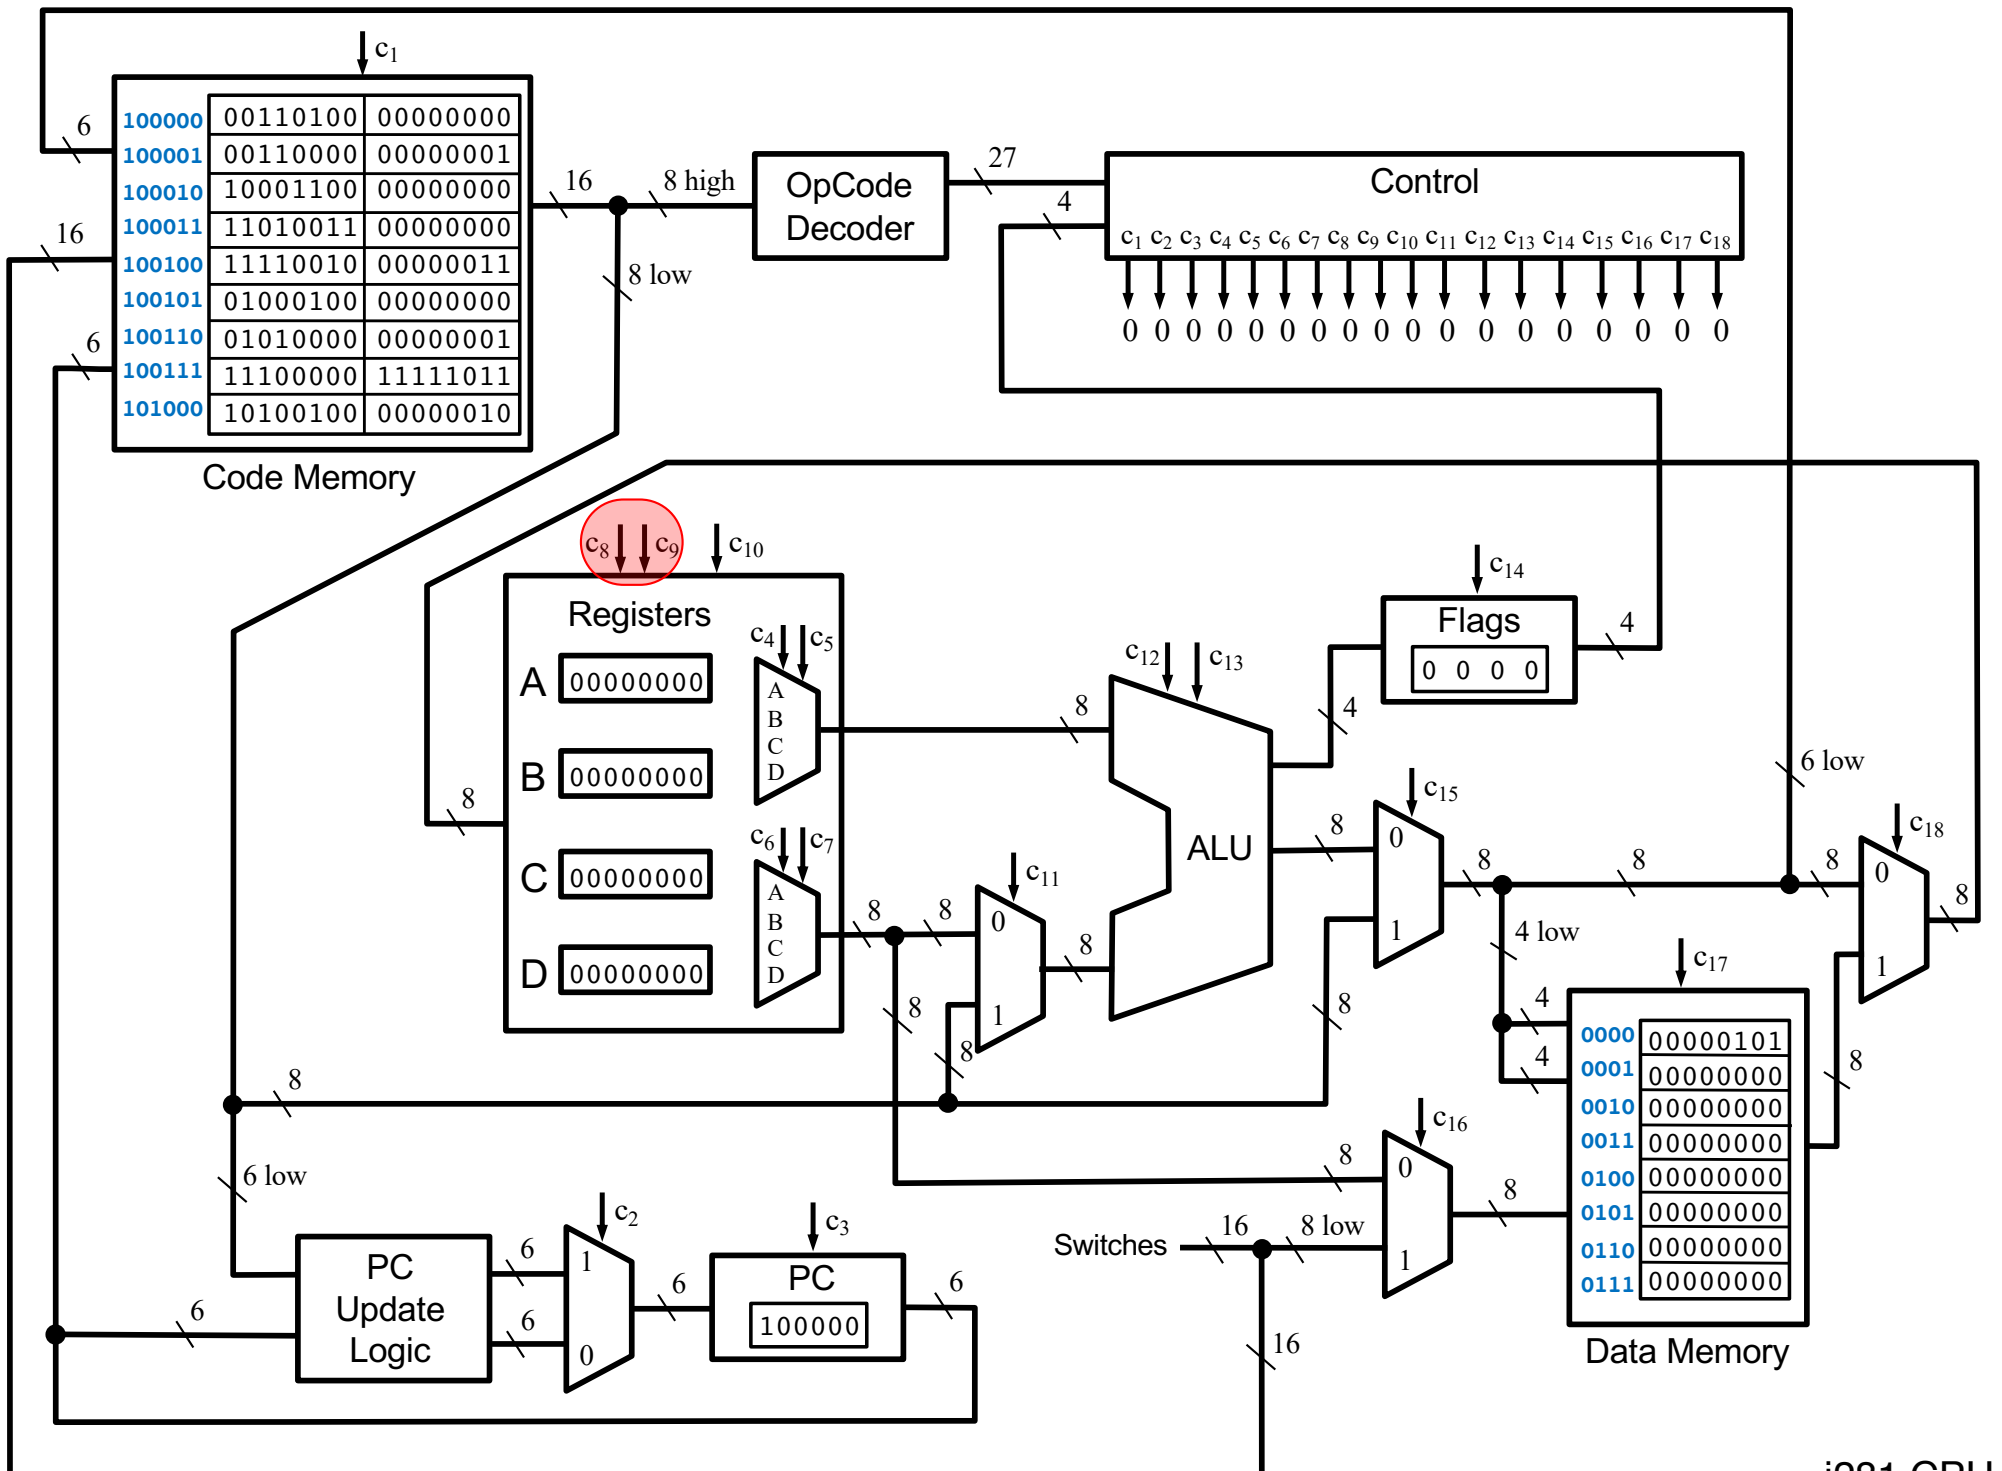 c1
100000 00110100 00000000
100001 00110000 00000001
100010 10001100 00000000
100011 11010011 00000000
100100 11110010 00000011
100101 01000100 00000000
100110 01010000 00000001
100111 11100000 11111011
101000 10100100 00000010
Code Memory
6
16
6
16
8 high
8 low
OpCode
Decoder
27
4
Control
c1 c2 c3 c4 c5 c6 c7 c8 c9 c10 c11 c12 c13 c14 c15 c16 c17 c18
0 0 0 0 0 0 0 0 0 0 0 0 0 0 0 0 0 0
c8 c9 c10
Registers
A 00000000
B 00000000
C 00000000
D 00000000
8
c4 c5
A
B
C
D
c6 c7
A
B
C
D
8
8
8
8
c11
0
1
8
8
8
c12 c13
ALU
c14
Flags
0 0 0 0
4
4
8
c15
0
1
8
8
8
8
6 low
4 low
4
4
c18
0
1
8
c17
0000 00000101
0001 00000000
0010 00000000
0011 00000000
0100 00000000
0101 00000000
0110 00000000
0111 00000000
Data Memory
8
c16
0
1
8
8
Switches
16
8 low
16
6 low
PC
Update
Logic
6
6
6
c2
1
0
6
c3
PC
100000
6